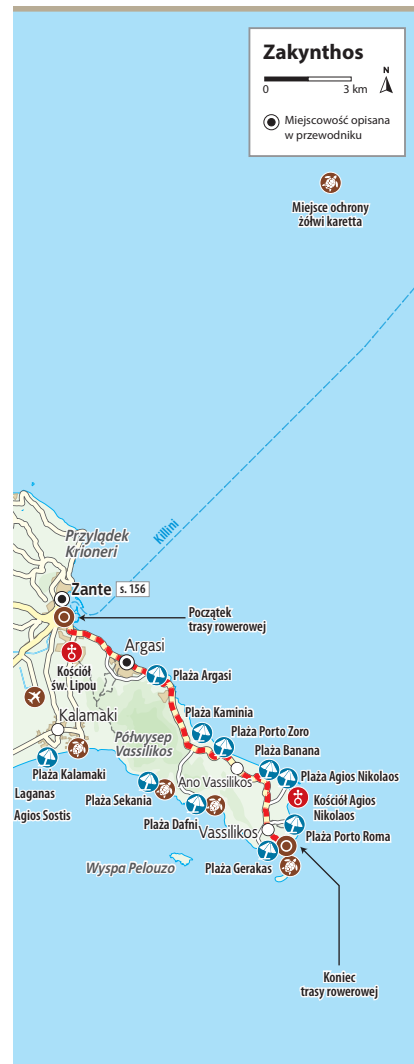 Zakynthos
N
0 3 km
Miejscowość opisana
w przewodniku
Miejsce ochrony
żółwi karetta
Killini
Przylądek
Krioneri
Zante s. 156
Początek
trasy rowerowej
Argasi
Kościół
św. Lipou
Plaża Argasi
Kalamaki
Plaża Kaminia
Półwysep
Vassilikos
Plaża Porto Zoro
Plaża Banana
Plaża Kalamaki
Ano Vassilikos
Plaża Agios Nikolaos
Laganas
Plaża Sekania
Kościół Agios
Nikolaos
Agios Sostis
Plaża Dafni
Vassilikos
Plaża Porto Roma
Wyspa Pelouzo
Plaża Gerakas
Koniec
trasy rowerowej